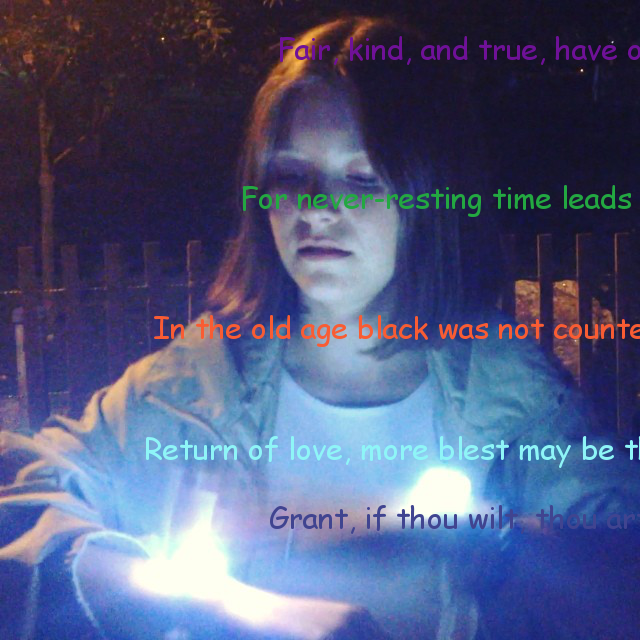 Fair, kind, and true, have o
For never-resting time leads
In the old age black was not counte
Return of love, more blest may be th
Grant, if thou wilt, thou ar